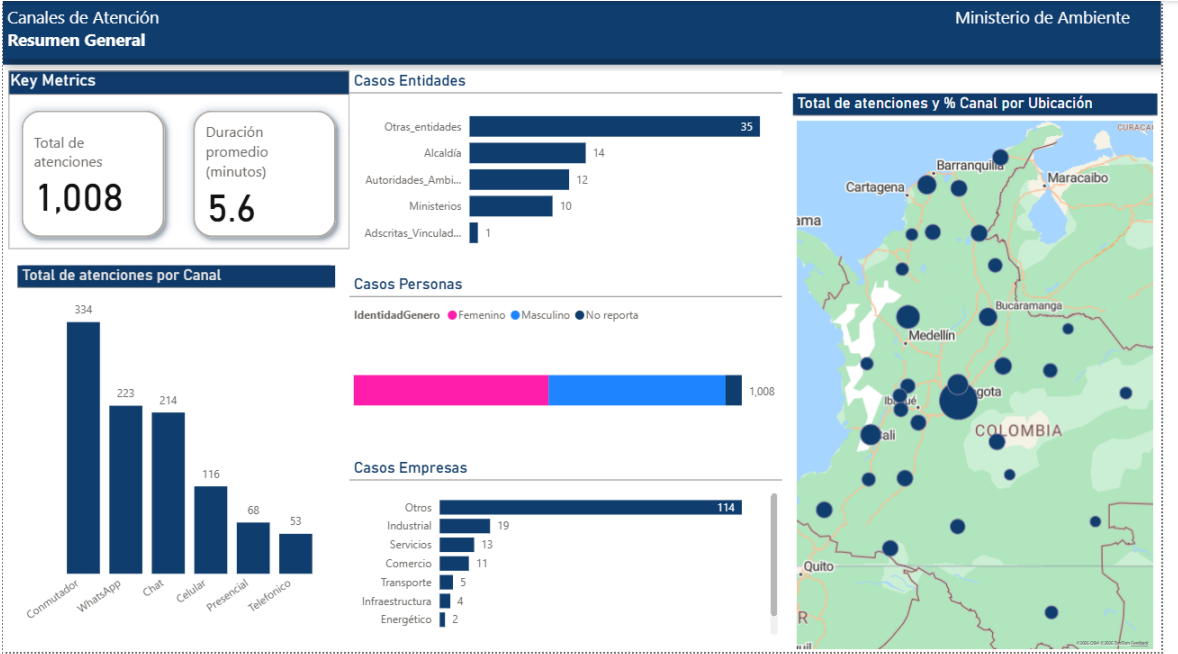 Canales de Atención
Resumen General
Ministerio de Ambiente
Key Metrics
Total de
atenciones
1,008
Duración
promedio
(minutos)
5.6
Total de atenciones por Canal
334
223
214
116
68
53
Conmutador
WhatsApp
Chat
Celular
Presencial
Telefonico
Casos Entidades
Otras_entidades 35
Alcaldía 14
Autoridades_Ambi... 12
Ministerios 10
Adscritas_Vinculad... 1
Casos Personas
IdentidadGenero Femenino Masculino No reporta
1,008
Casos Empresas
Otros 114
Industrial 19
Servicios 13
Comercio 11
Transporte 5
Infraestructura 4
Energético 2
Total de atenciones y % Canal por Ubicación
CURACA
Barranquilla
Maracaibo
Cartagena
ama
Bucaramanga
Medellín
gota
Ib ué
COLOMBIA
ali
Quito
R
uil